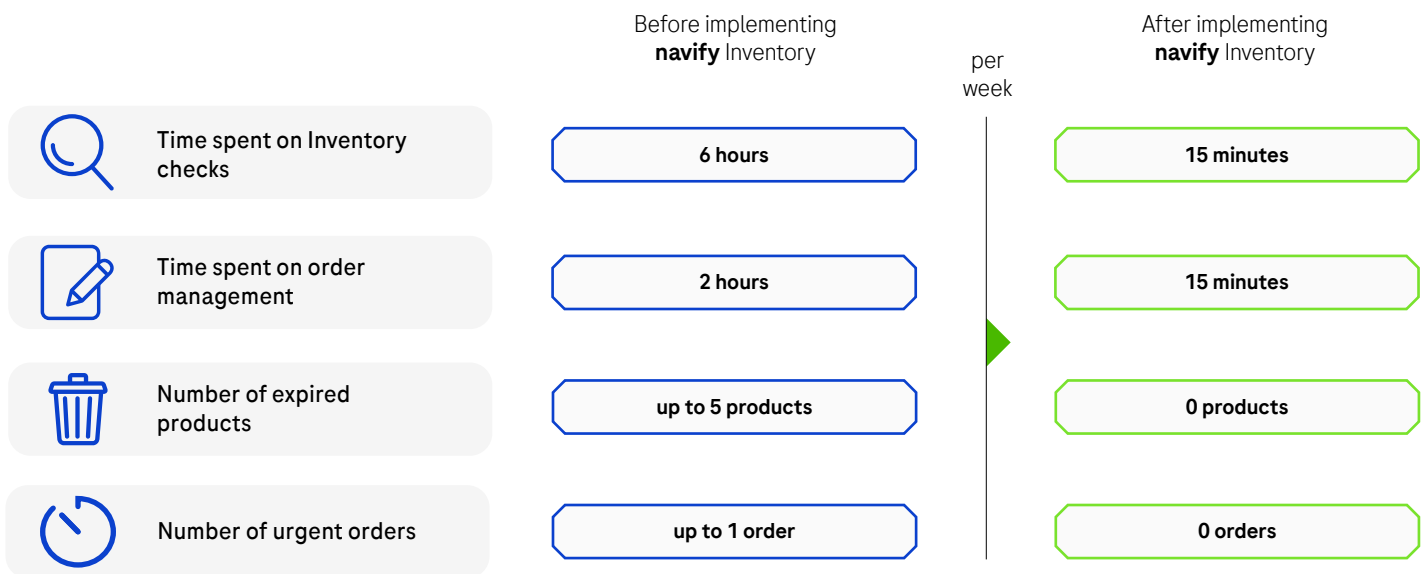 Before implementing
navify Inventory
per
week
After implementing
navify Inventory
Time spent on Inventory
checks
6 hours
15 minutes
Time spent on order
management
2 hours
15 minutes
Number of expired
products
up to 5 products
0 products
Number of urgent orders
up to 1 order
0 orders